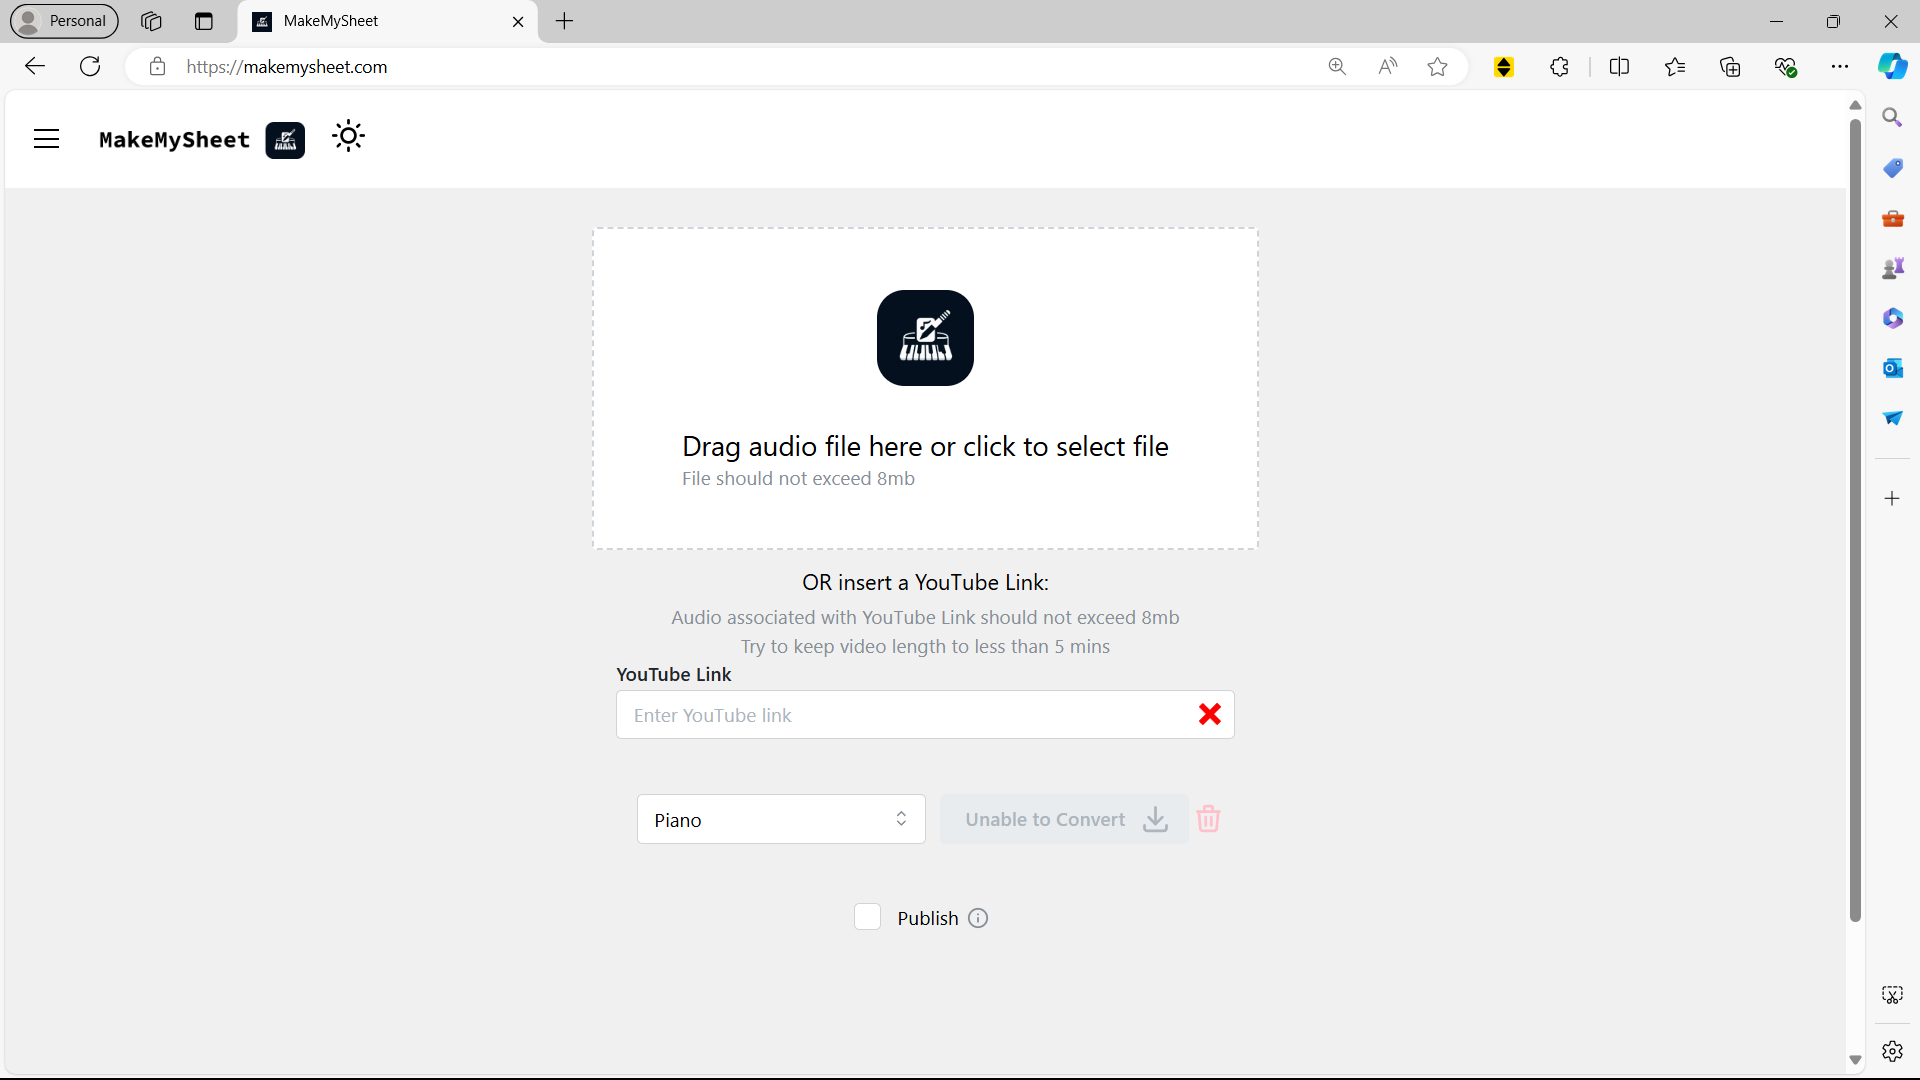 Personal
MakeMySheet
https://makemysheet.com
MakeMySheet
Drag audio file here or click to select file
File should not exceed 8mb
OR insert a YouTube Link:
Audio associated with YouTube Link should not exceed 8mb
Try to keep video length to less than 5 mins
YouTube Link
Enter YouTube link
Piano
Unable to Convert
Publish